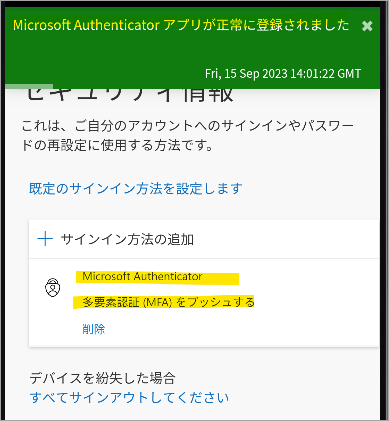 Microsoft Authenticator アプリが正常に登録されました
Fri, 15 Sep 2023 14:01:22 GMT
セキュリティ情報
これは、ご自分のアカウントへのサインインやパスワー
ドの再設定に使用する方法です。
既定のサインイン方法を設定します
サインイン方法の追加
Microsoft Authenticator
多要素認証 (MFA) をプッシュする
削除
デバイスを紛失した場合
すべてサインアウトしてください